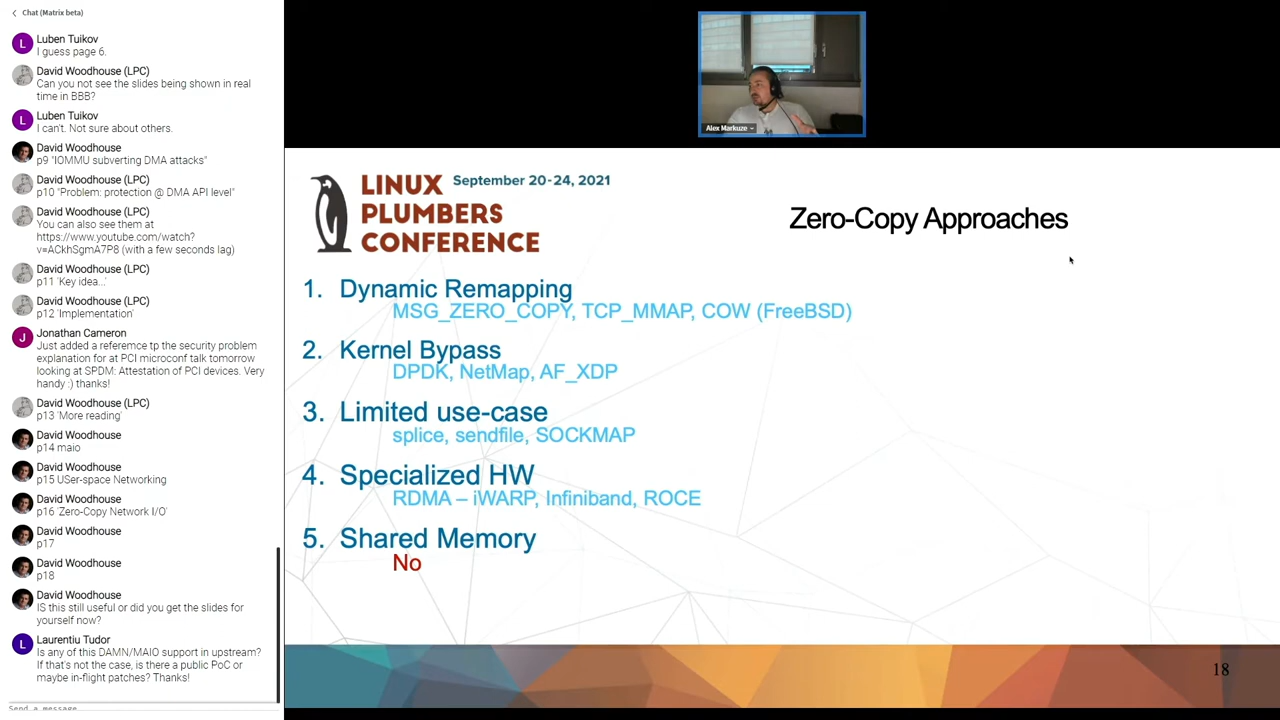 Chat (Matrix beta)
L
Luben Tuikov
I guess page 6.
David Woodhouse (LPC)
Can you not see the slides being shown in real
time in BBB?
L
Luben Tuikov
I can't. Not sure about others.
David Woodhouse
p9 "IOMMU subverting DMA attacks"
David Woodhouse (LPC)
p10 "Problem: protection @ DMA API level"
David Woodhouse (LPC)
You can also see them at
https://www.youtube.com/watch?
v=ACkhSgmA7P8 (with a few seconds lag)
David Woodhouse (LPC)
p11 'Key idea...'
David Woodhouse (LPC)
p12 'Implementation'
J
Jonathan Cameron
Just added a referemce tp the security problem
explanation for at PCI microconf talk tomorrow
looking at SPDM: Attestation of PCI devices. Very
handy :) thanks!
David Woodhouse (LPC)
p13 'More reading'
David Woodhouse
p14 maio
David Woodhouse
p15 USer-space Networking
David Woodhouse
p16 'Zero-Copy Network I/O'
David Woodhouse
p17
David Woodhouse
p18
David Woodhouse
IS this still useful or did you get the slides for
yourself now?
L
Laurentiu Tudor
Is any of this DAMN/MAIO support in upstream?
If that's not the case, is there a public PoC or
maybe in-flight patches? Thanks!
Send a message
Alex Markuze
LINUX
PLUMBERS
CONFERENCE
September 20-24, 2021
Zero-Copy Approaches
1. Dynamic Remapping
MSG_ZERO_COPY, TCP_MMAP, COW (FreeBSD)
2. Kernel Bypass
DPDK, NetMap, AF_XDP
3. Limited use-case
splice, sendfile, SOCKMAP
4. Specialized HW
RDMA – iWARP, Infiniband, ROCE
5. Shared Memory
No
18